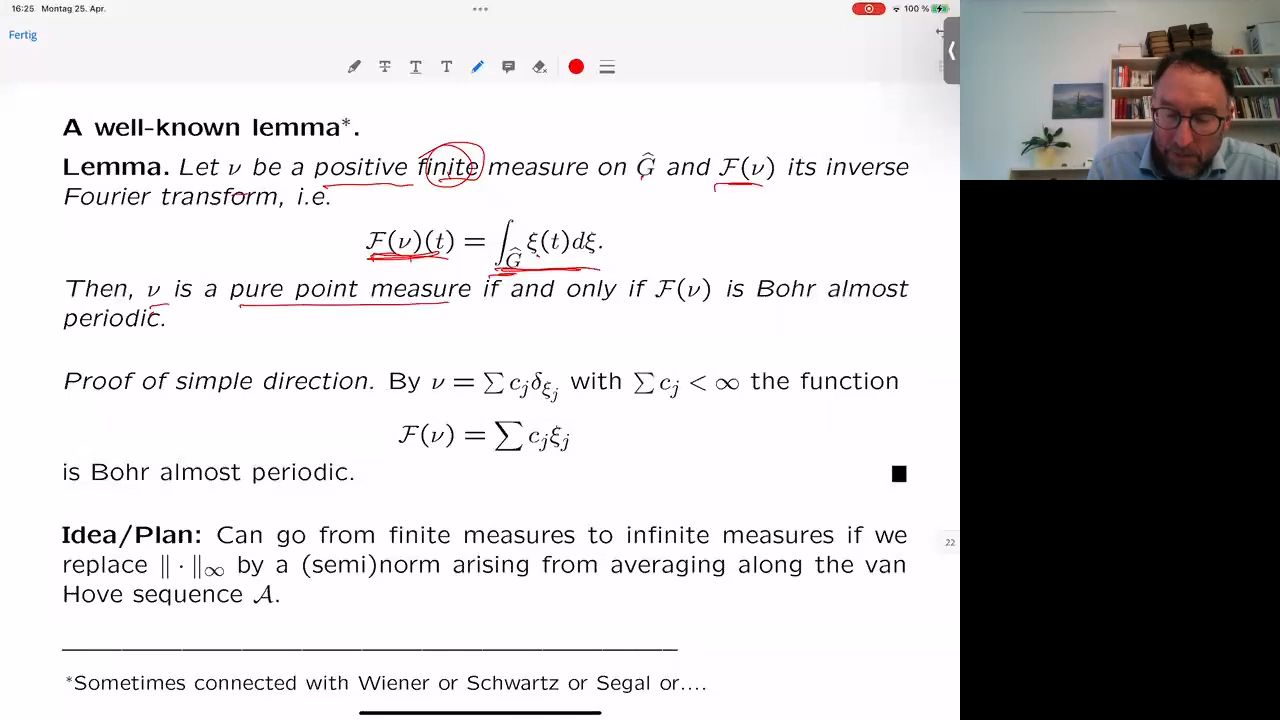 16:25 Montag 25. Apr.
100 %
Fertig
A well-known lemma*.
Lemma. Let ν be a positive finite measure on Ĝ and ℱ(ν) its inverse
Fourier transform, i.e.
ℱ(ν)(t) = ∫_Ĝ ξ(t)dξ.
Then, ν is a pure point measure if and only if ℱ(ν) is Bohr almost
periodic.
Proof of simple direction. By ν = ∑ c_j δ_{ξ_j} with ∑ c_j < ∞ the function
ℱ(ν) = ∑ c_j ξ_j
is Bohr almost periodic. ■
Idea/Plan: Can go from finite measures to infinite measures if we
replace ‖ · ‖_∞ by a (semi)norm arising from averaging along the van
Hove sequence 𝒜.
22
*Sometimes connected with Wiener or Schwartz or Segal or....